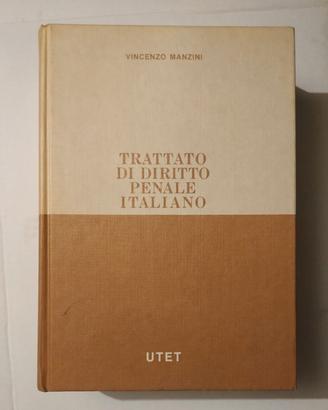 VINCENZO MANZINI
TRATTATO
DI DIRITTO
PENALE
ITALIANO
UTET